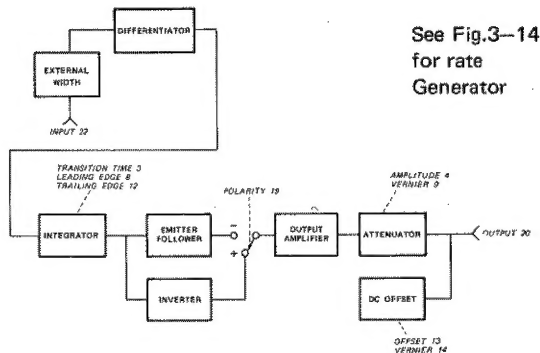 DIFFERENTIATOR
See Fig.3–14
for rate
Generator
EXTERNAL
WIDTH
INPUT 22
TRANSITION TIME 3
LEADING EDGE 8
TRAILING EDGE 12
POLARITY 19
AMPLITUDE 4
VERNIER 9
INTEGRATOR
EMITTER
FOLLOWER
–
+
OUTPUT
AMPLIFIER
ATTENUATOR
OUTPUT 20
INVERTER
DC OFFSET
OFFSET 13
VERNIER 14